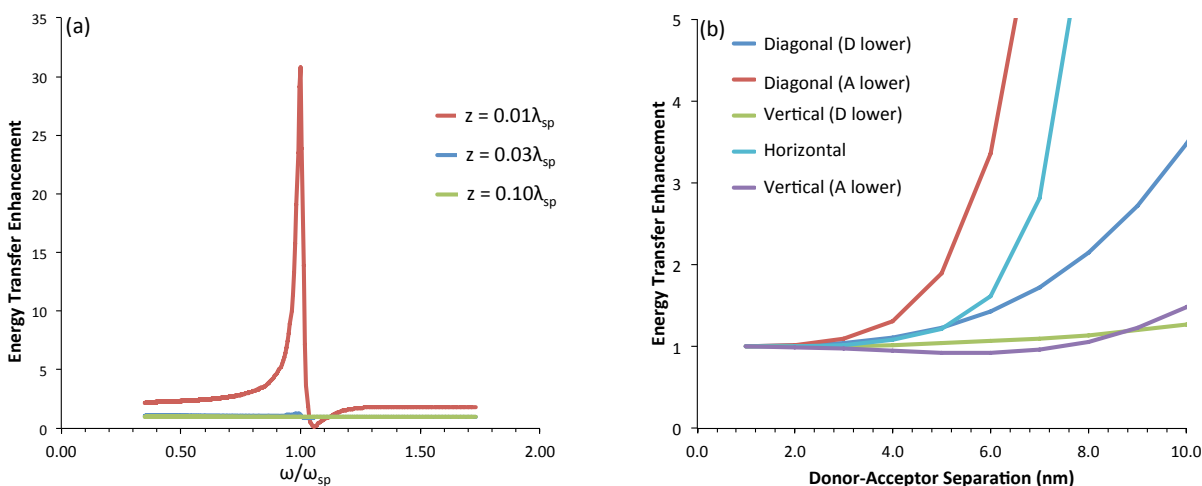 (a)
35
30
25
20
15
10
5
0
Energy Transfer Enhancement
z = 0.01λsp
z = 0.03λsp
z = 0.10λsp
0.00 0.50 1.00 1.50 2.00
ω/ωsp
(b)
5
4
3
2
1
0
Energy Transfer Enhancement
Diagonal (D lower)
Diagonal (A lower)
Vertical (D lower)
Horizontal
Vertical (A lower)
0.0 2.0 4.0 6.0 8.0 10.0
Donor-Acceptor Separation (nm)